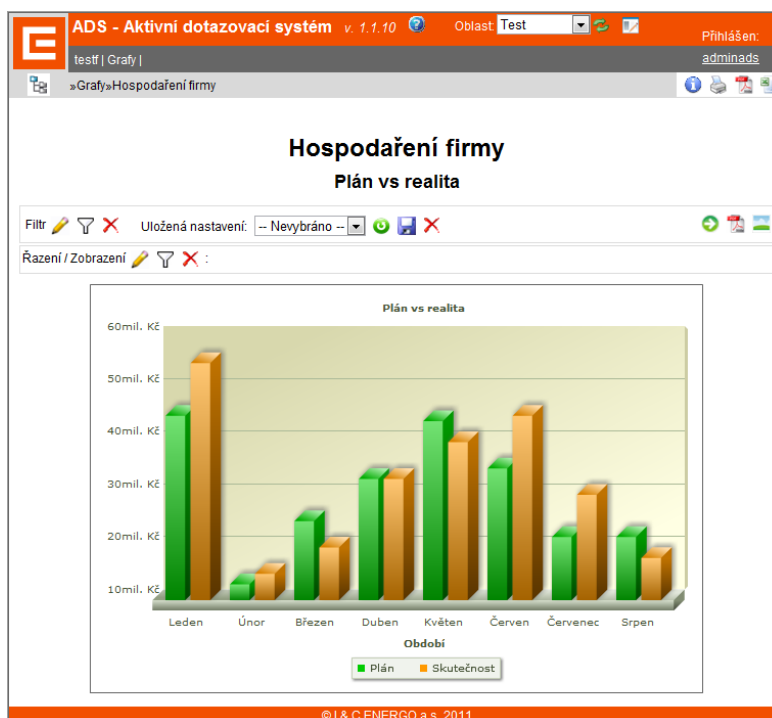 ADS - Aktivní dotazovací systém v. 1.1.10 Oblast: Test
Přihlášen:
testf | Grafy | adminads
»Grafy»Hospodaření firmy
Hospodaření firmy
Plán vs realita
Filtr Uložená nastavení: -- Nevybráno --
Řazení / Zobrazení :
Plán vs realita
60mil. Kč
50mil. Kč
40mil. Kč
30mil. Kč
20mil. Kč
10mil. Kč
Leden Únor Březen Duben Květen Červen Červenec Srpen
Období
Plán Skutečnost
© I & C ENERGO a.s. 2011